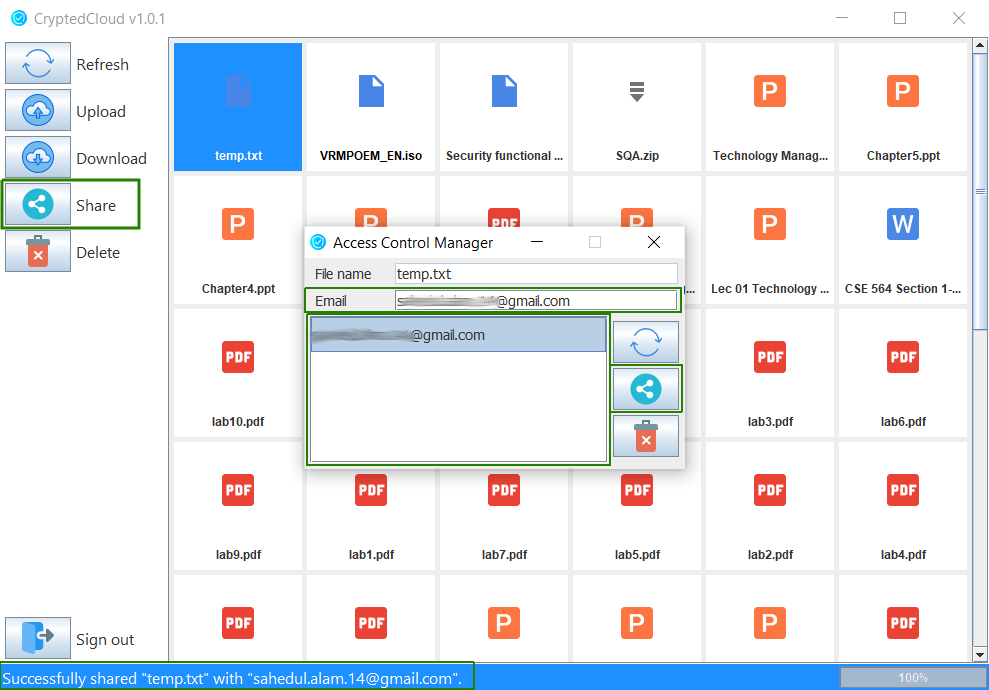 CryptedCloud v1.0.1
Refresh
Upload
Download
Share
Delete
Sign out
temp.txt
VRMPOEM_EN.iso
Security functional ...
SQA.zip
P
Technology Manag...
P
Chapter5.ppt
P
Chapter4.ppt
P
PDF
P
P
Lec 01 Technology ...
W
CSE 564 Section 1-...
...
Access Control Manager
File name
temp.txt
Email
@gmail.com
@gmail.com
PDF
lab10.pdf
PDF
lab3.pdf
PDF
lab6.pdf
PDF
lab9.pdf
PDF
lab1.pdf
PDF
lab7.pdf
PDF
lab5.pdf
PDF
lab2.pdf
PDF
lab4.pdf
PDF
PDF
P
P
P
PDF
Successfully shared "temp.txt" with "sahedul.alam.14@gmail.com".
100%